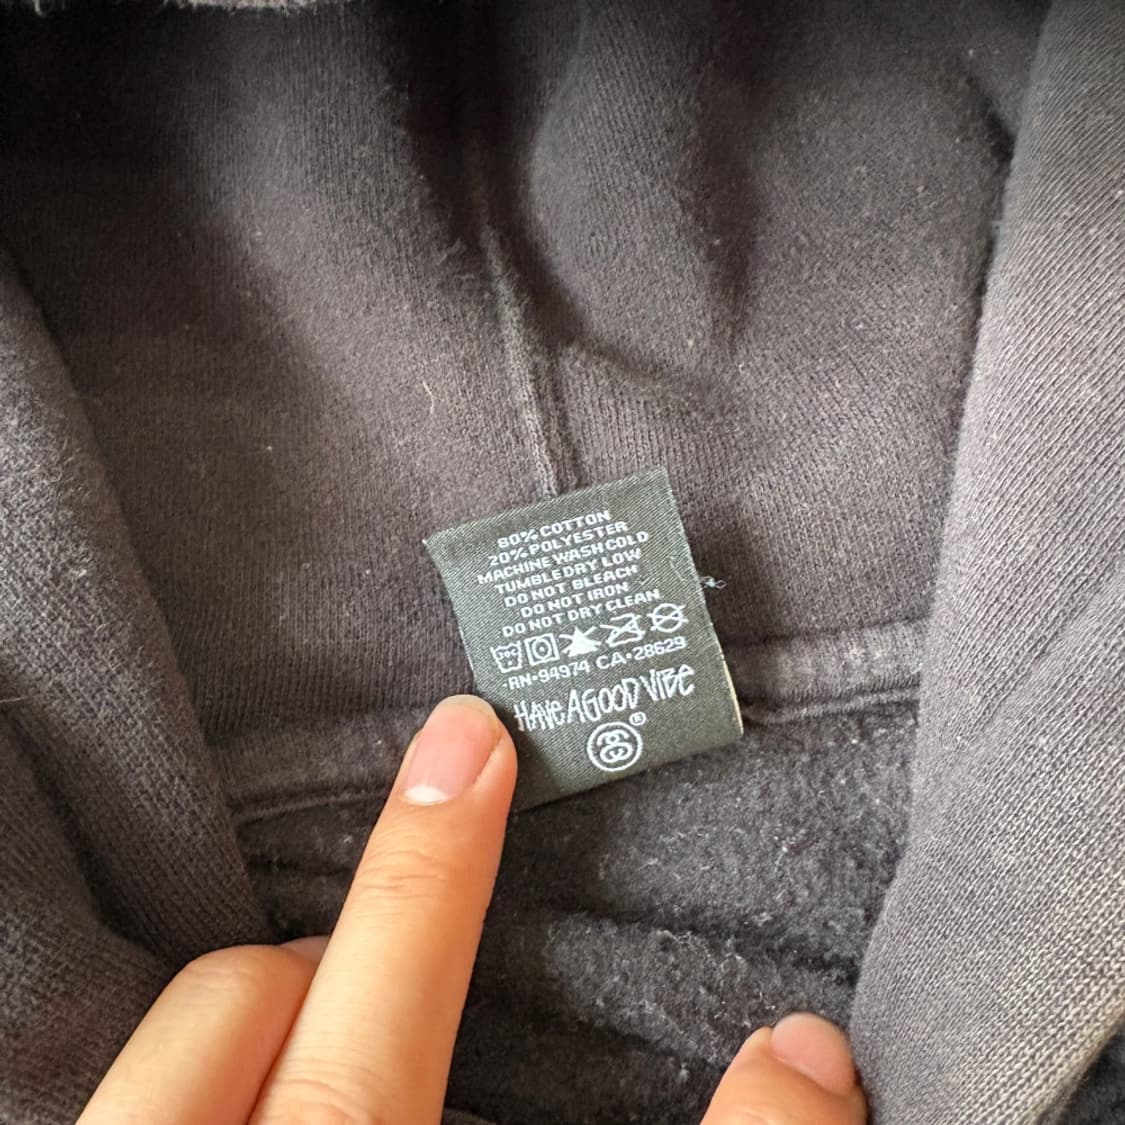 80% COTTON
20% POLYESTER
MACHINE WASH COLD
TUMBLE DRY LOW
DO NOT BLEACH
DO NOT IRON
DO NOT DRY CLEAN
30C
RN•94974 CA•28629
HAVE A GOOD VIBE
®